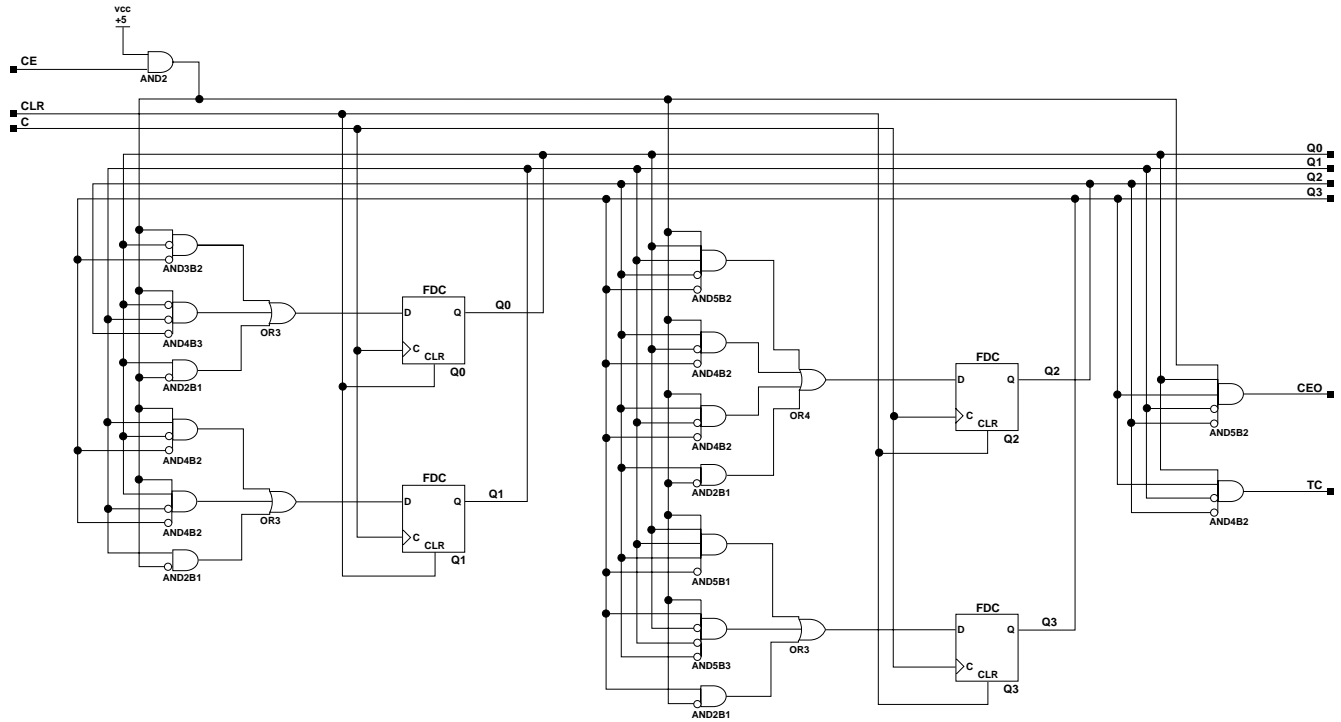 vcc
+5
CE
AND2
CLR
C
Q0
Q1
Q2
Q3
AND3B2
AND4B3
OR3
AND2B1
FDC
D
Q
C
CLR
Q0
Q0
AND4B2
AND4B2
OR3
AND2B1
FDC
D
Q
C
CLR
Q1
Q1
AND5B2
AND4B2
AND4B2
OR4
AND2B1
FDC
D
Q
C
CLR
Q2
Q2
AND5B1
AND5B3
OR3
AND2B1
FDC
D
Q
C
CLR
Q3
Q3
CEO
AND5B2
TC
AND4B2